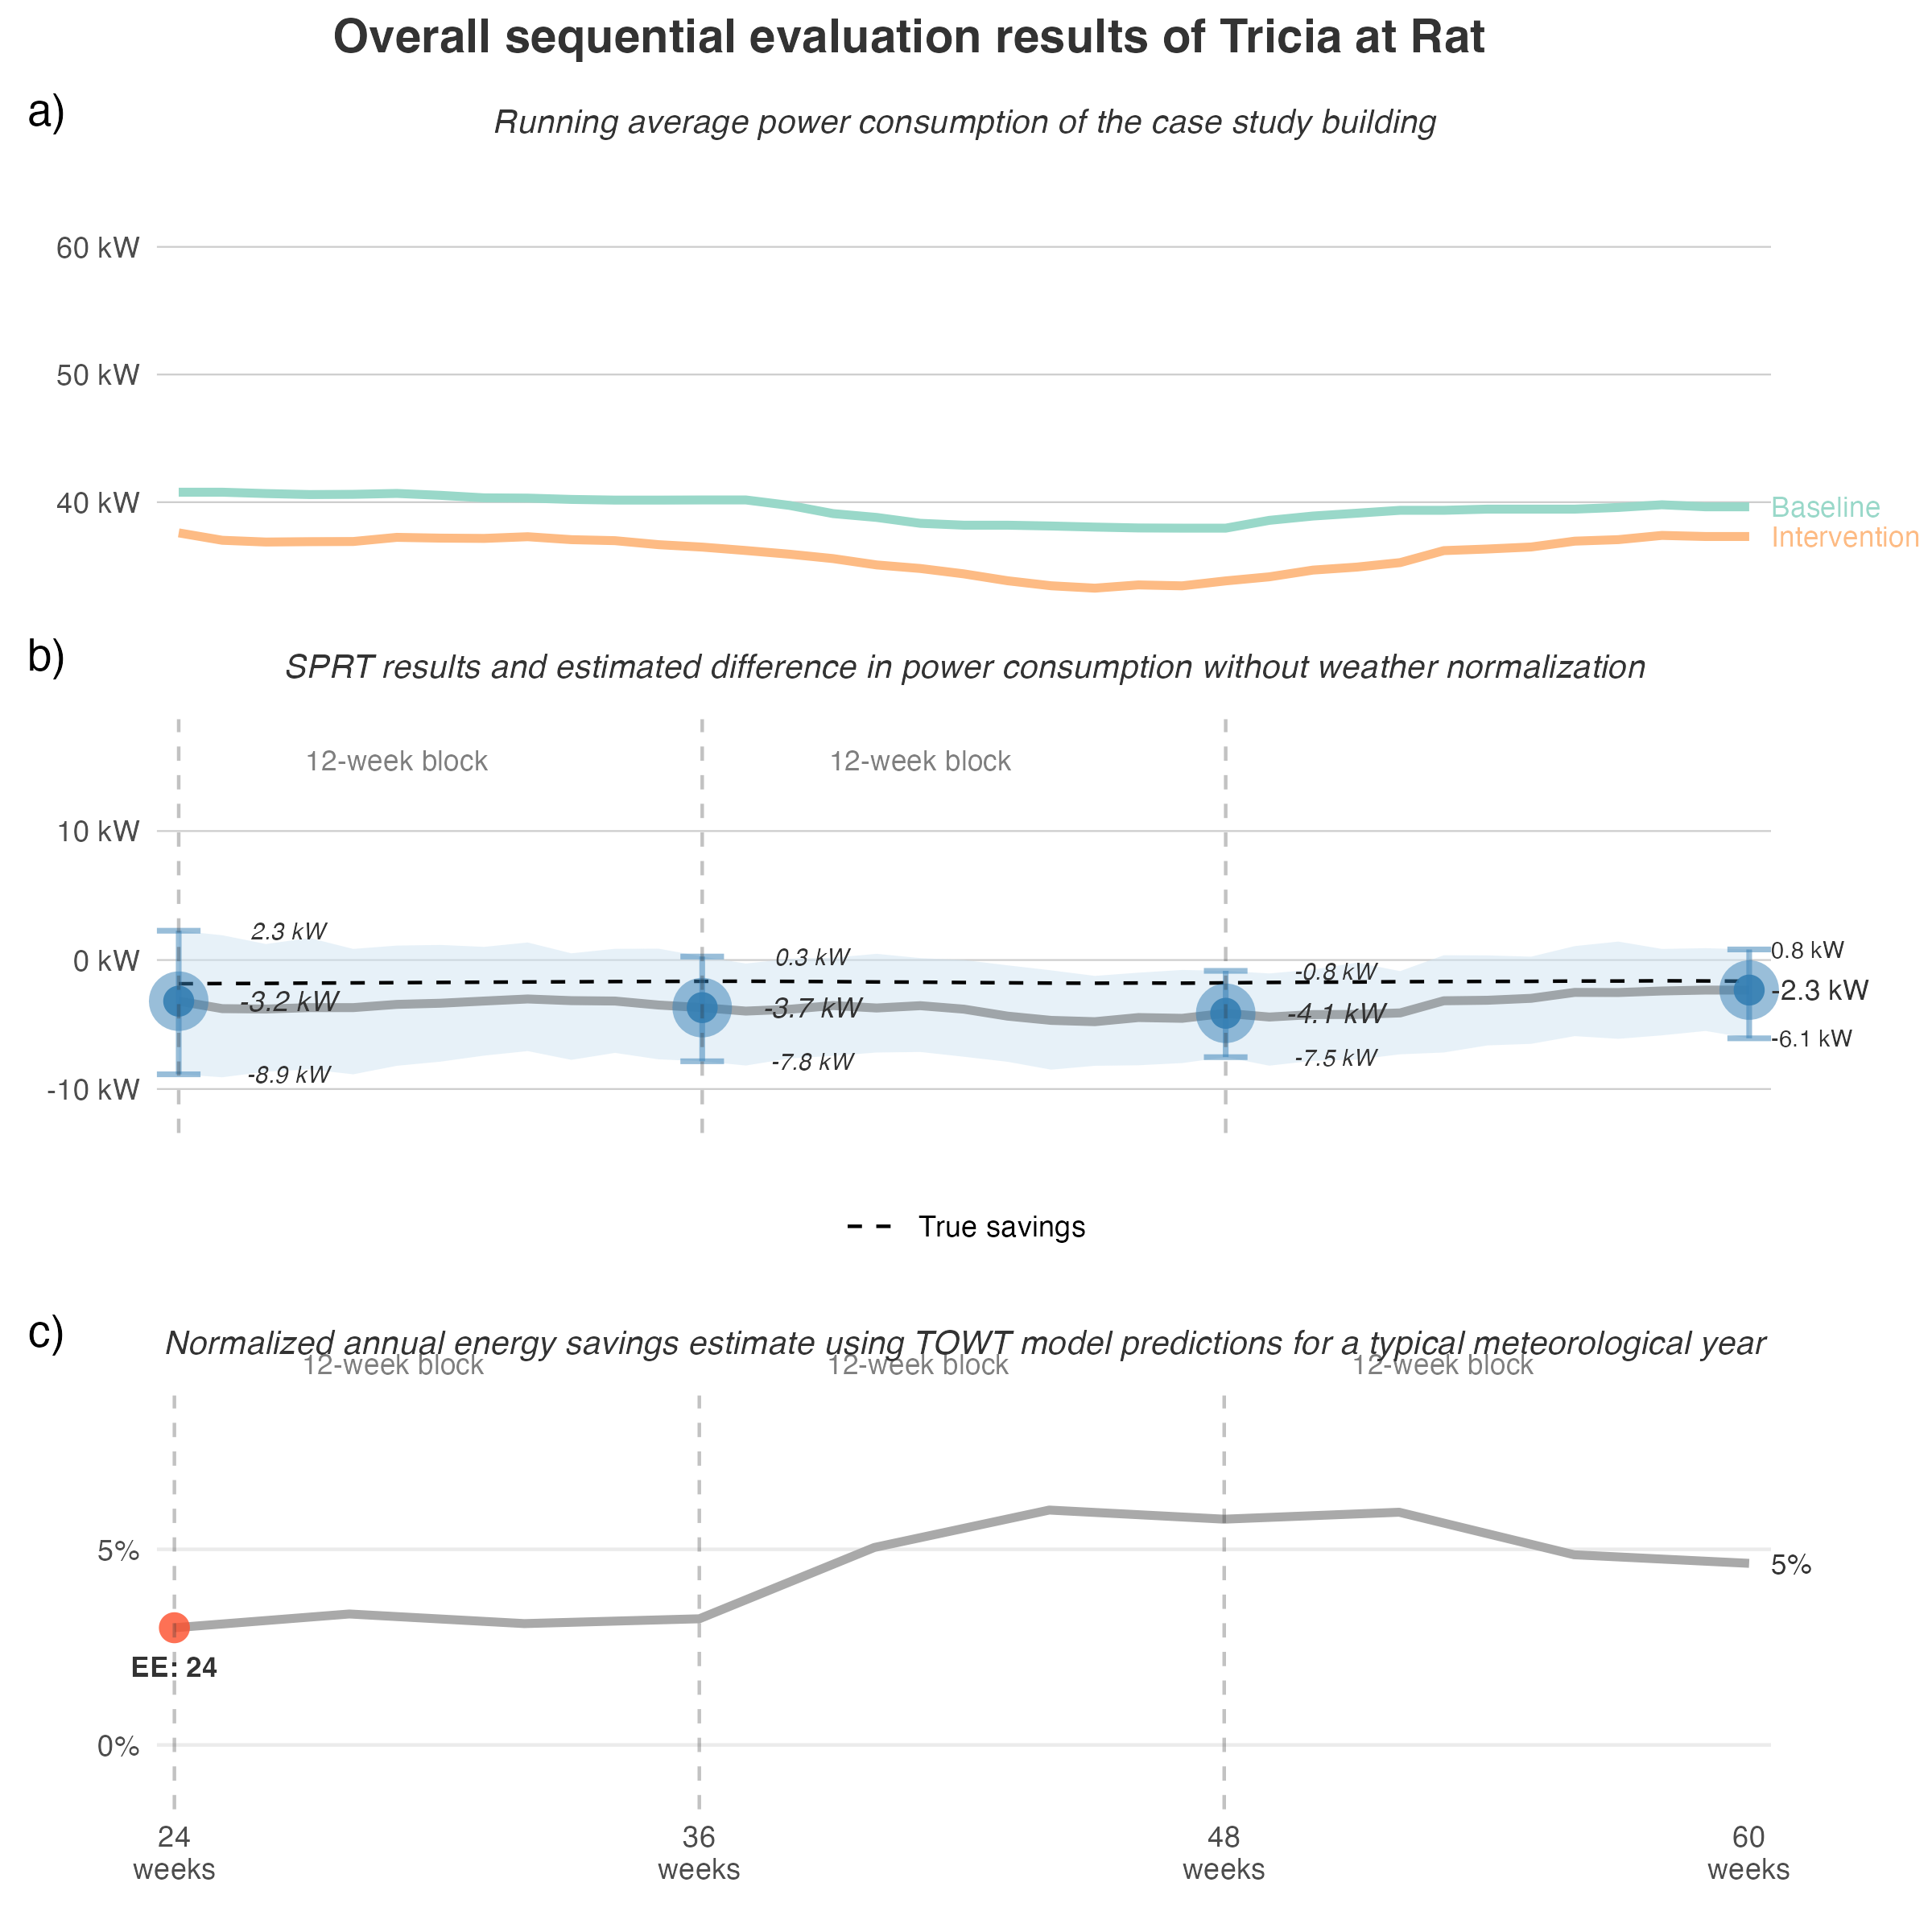 Overall sequential evaluation results of Tricia at Rat
a)
Running average power consumption of the case study building
60 kW
50 kW
40 kW
Baseline
Intervention
b)
SPRT results and estimated difference in power consumption without weather normalization
12-week block
12-week block
10 kW
2.3 kW
0.3 kW
0.8 kW
0 kW
-0.8 kW
-3.2 kW
-3.7 kW
-4.1 kW
-2.3 kW
-8.9 kW
-7.8 kW
-7.5 kW
-6.1 kW
-10 kW
True savings
c)
Normalized annual energy savings estimate using TOWT model predictions for a typical meteorological year
12-week block
12-week block
12-week block
5%
5%
EE: 24
0%
24
weeks
36
weeks
48
weeks
60
weeks